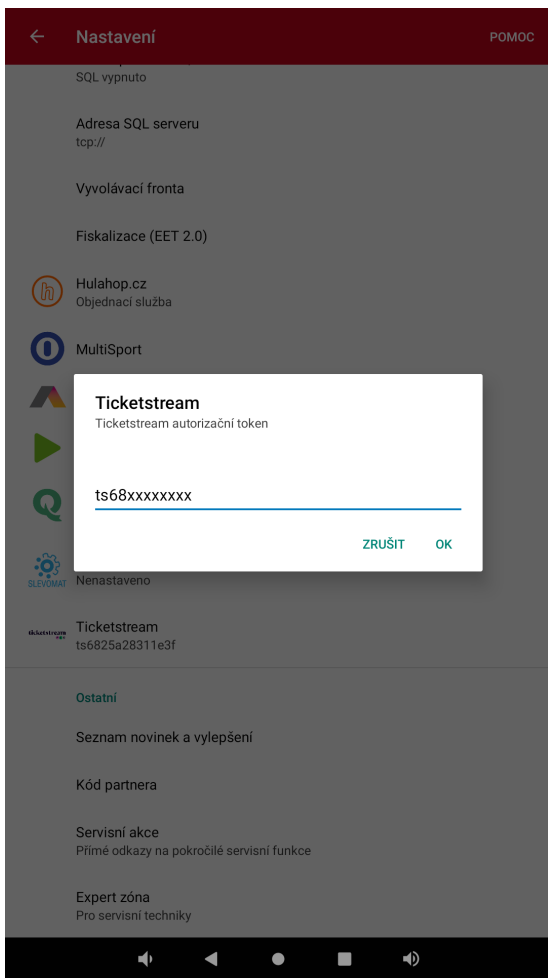 Nastavení
POMOC
SQL vypnuto
Adresa SQL serveru
tcp://
Vyvolávací fronta
Fiskalizace (EET 2.0)
Hulahop.cz
Objednací služba
MultiSport
Ticketstream
Ticketstream autorizační token
ts68xxxxxxxx
ZRUŠIT
OK
SLEVOMAT
Nenastaveno
ticketstream
Ticketstream
ts6825a28311e3f
Ostatní
Seznam novinek a vylepšení
Kód partnera
Servisní akce
Přímé odkazy na pokročilé servisní funkce
Expert zóna
Pro servisní techniky